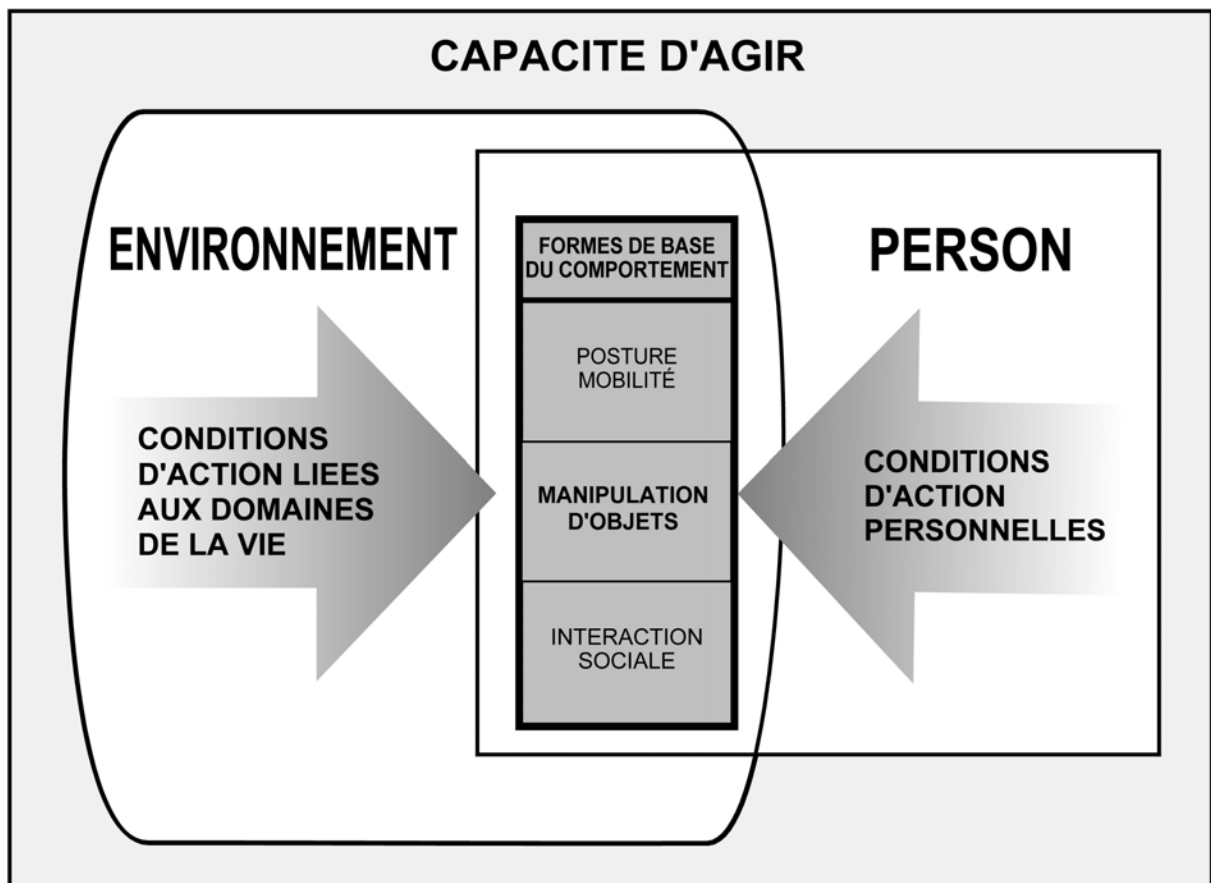 CAPACITE D'AGIR
ENVIRONNEMENT
CONDITIONS
D'ACTION LIEES
AUX DOMAINES
DE LA VIE
FORMES DE BASE
DU COMPORTEMENT
POSTURE
MOBILITÉ
MANIPULATION
D'OBJETS
INTERACTION
SOCIALE
PERSON
CONDITIONS
D'ACTION
PERSONNELLES